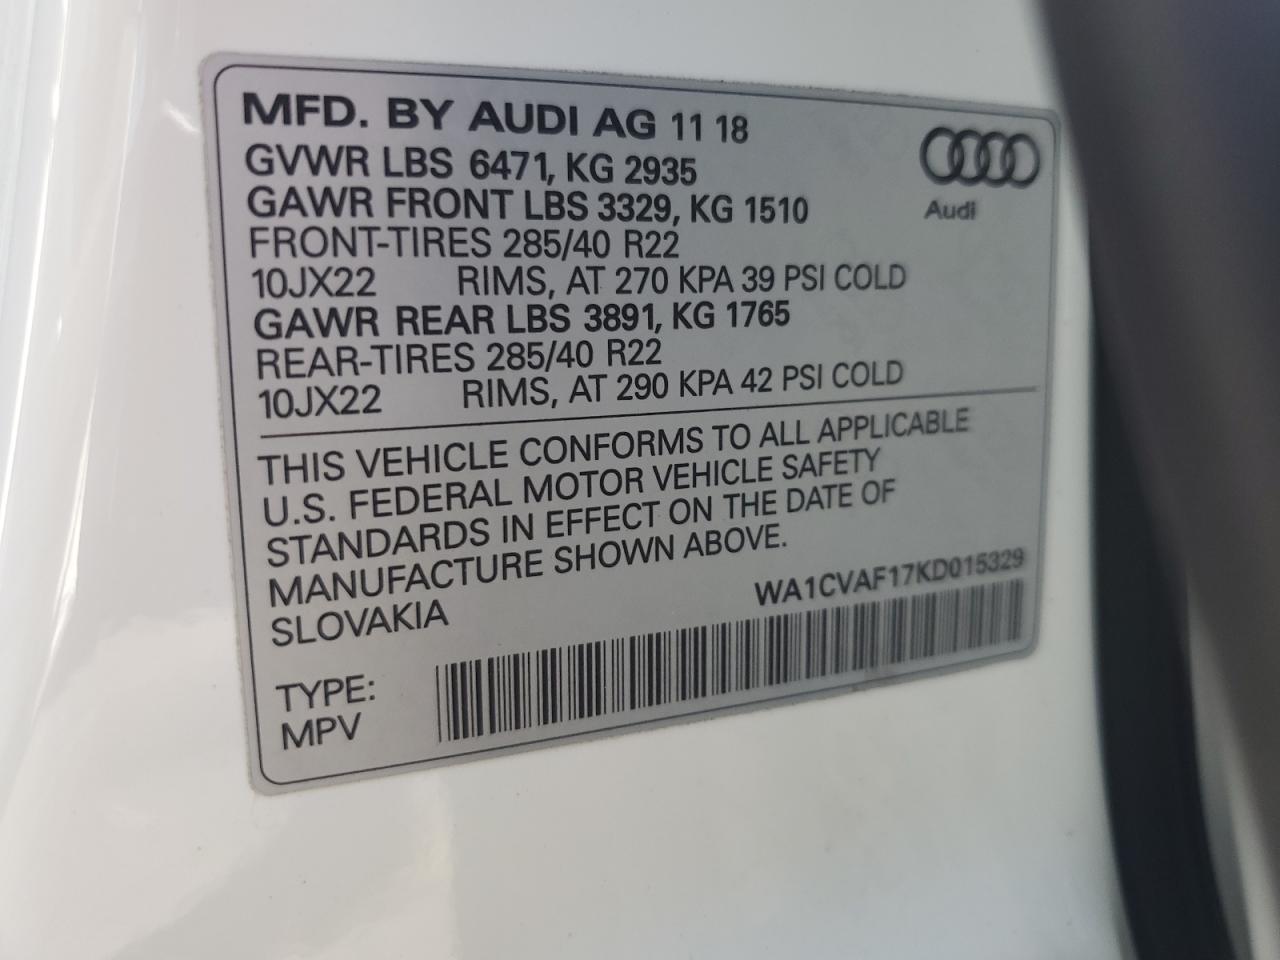 MFD. BY AUDI AG 11 18
GVWR LBS 6471, KG 2935
GAWR FRONT LBS 3329, KG 1510
FRONT-TIRES 285/40 R22
10JX22 RIMS, AT 270 KPA 39 PSI COLD
GAWR REAR LBS 3891, KG 1765
REAR-TIRES 285/40 R22
10JX22 RIMS, AT 290 KPA 42 PSI COLD
Audi
THIS VEHICLE CONFORMS TO ALL APPLICABLE
U.S. FEDERAL MOTOR VEHICLE SAFETY
STANDARDS IN EFFECT ON THE DATE OF
MANUFACTURE SHOWN ABOVE.
SLOVAKIA
WA1CVAF17KD015329
TYPE:
MPV